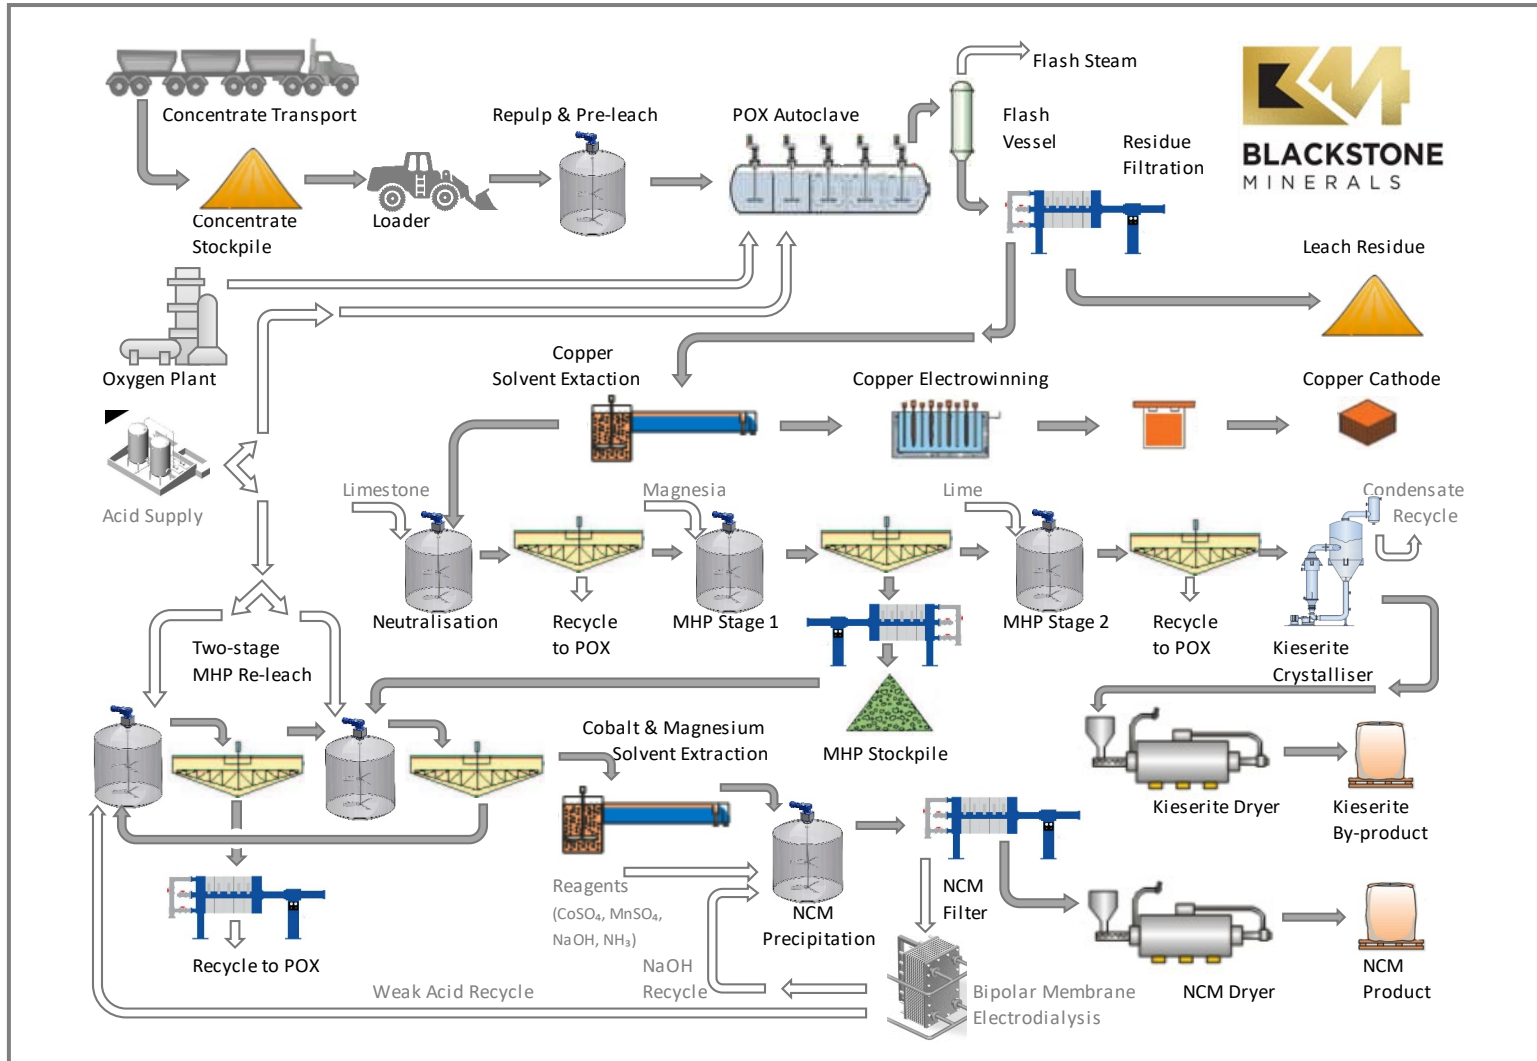 Flash Steam
Concentrate Transport
Repulp & Pre-leach
POX Autoclave
Flash
Vessel
Residue
Filtration
BLACKSTONE
MINERALS
Concentrate
Stockpile
Loader
Leach Residue
Oxygen Plant
Copper
Solvent Extaction
Copper Electrowinning
Copper Cathode
Acid Supply
Limestone
Magnesia
Lime
Condensate
Recycle
Neutralisation
Recycle
to POX
MHP Stage 1
MHP Stage 2
Recycle
to POX
Kieserite
Crystalliser
Two-stage
MHP Re-leach
Cobalt & Magnesium
Solvent Extraction
MHP Stockpile
Kieserite Dryer
Kieserite
By-product
Reagents
(CoSO₄, MnSO₄,
NaOH, NH₃)
NCM
Precipitation
NCM
Filter
Recycle to POX
NaOH
Recycle
Weak Acid Recycle
Bipolar Membrane
Electrodialysis
NCM Dryer
NCM
Product